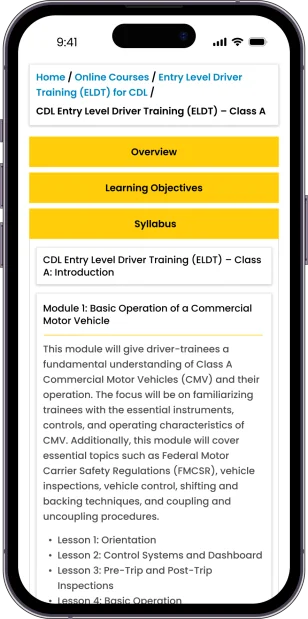 9:41
Home / Online Courses / Entry Level Driver
Training (ELDT) for CDL /
CDL Entry Level Driver Training (ELDT) – Class A
Overview
Learning Objectives
Syllabus
CDL Entry Level Driver Training (ELDT) – Class
A: Introduction
Module 1: Basic Operation of a Commercial
Motor Vehicle
This module will give driver-trainees a
fundamental understanding of Class A
Commercial Motor Vehicles (CMV) and their
operation. The focus will be on familiarizing
trainees with the essential instruments,
controls, and operating characteristics of
CMV. Additionally, this module will cover
essential topics such as Federal Motor
Carrier Safety Regulations (FMCSR), vehicle
inspections, vehicle control, shifting and
backing techniques, and coupling and
uncoupling procedures.
• Lesson 1: Orientation
• Lesson 2: Control Systems and Dashboard
• Lesson 3: Pre-Trip and Post-Trip
Inspections
• Lesson 4: Basic Operation